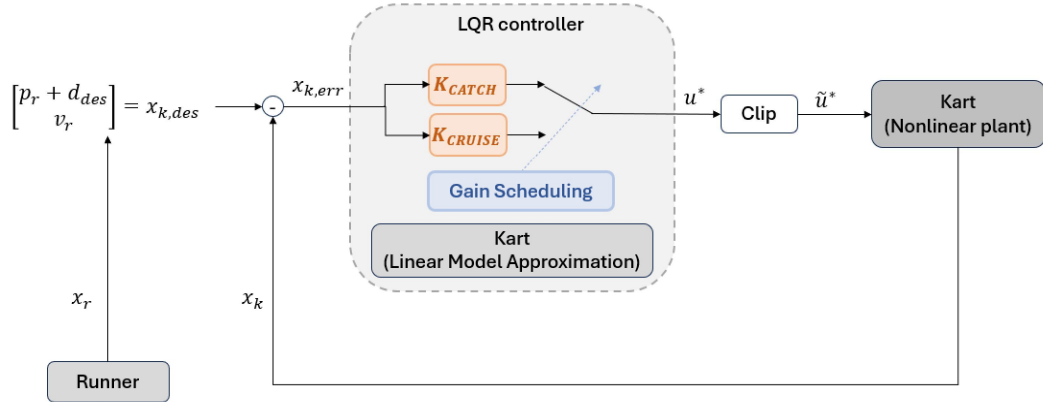 LQR controller
[p_r + d_des
v_r] = x_k,des
-
x_k,err
K_CATCH
K_CRUISE
Gain Scheduling
Kart
(Linear Model Approximation)
u*
Clip
ũ*
Kart
(Nonlinear plant)
x_r
x_k
Runner